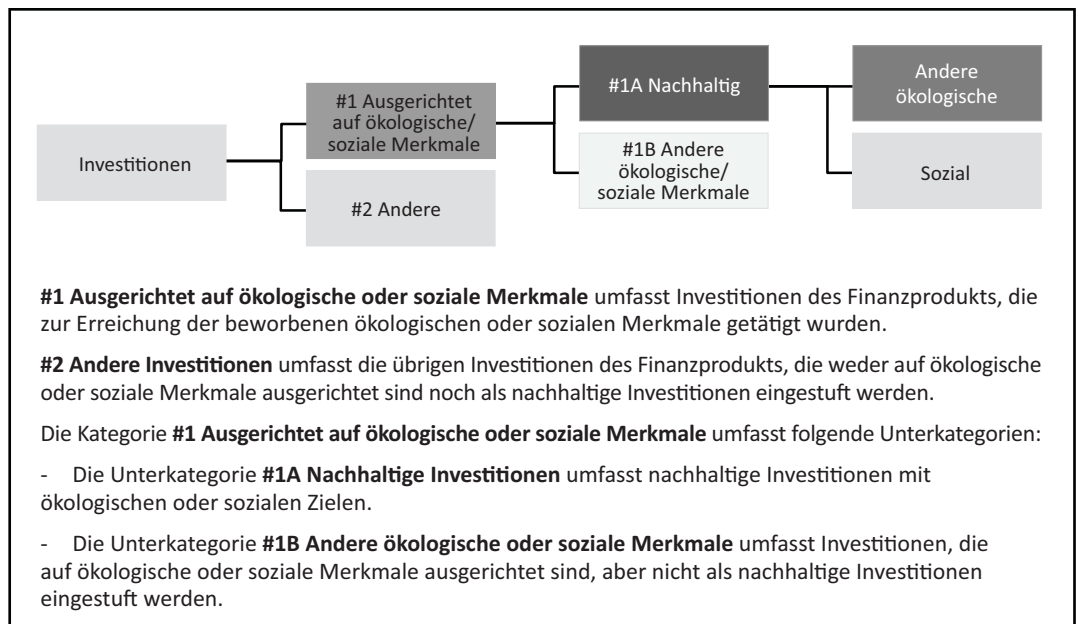 Investitionen
#1 Ausgerichtet
auf ökologische/
soziale Merkmale
#2 Andere
#1A Nachhaltig
#1B Andere
ökologische/
soziale Merkmale
Andere
ökologische
Sozial
#1 Ausgerichtet auf ökologische oder soziale Merkmale umfasst Investitionen des Finanzprodukts, die
zur Erreichung der beworbenen ökologischen oder sozialen Merkmale getätigt wurden.
#2 Andere Investitionen umfasst die übrigen Investitionen des Finanzprodukts, die weder auf ökologische
oder soziale Merkmale ausgerichtet sind noch als nachhaltige Investitionen eingestuft werden.
Die Kategorie #1 Ausgerichtet auf ökologische oder soziale Merkmale umfasst folgende Unterkategorien:
- Die Unterkategorie #1A Nachhaltige Investitionen umfasst nachhaltige Investitionen mit
ökologischen oder sozialen Zielen.
- Die Unterkategorie #1B Andere ökologische oder soziale Merkmale umfasst Investitionen, die
auf ökologische oder soziale Merkmale ausgerichtet sind, aber nicht als nachhaltige Investitionen
eingestuft werden.